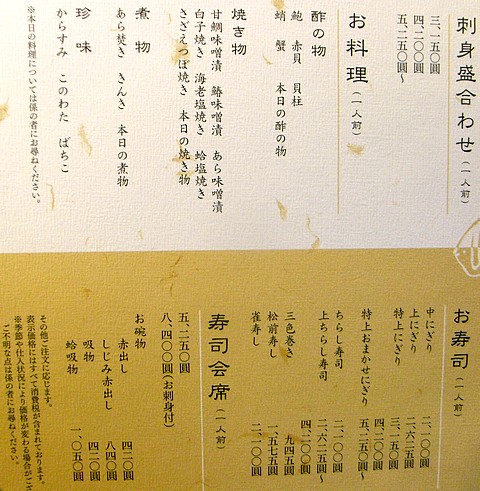 刺身盛合わせ(一人前)
三、一五〇圓
四、二〇〇圓
五、二五〇圓〜
お料理(一人前)
酢の物
鮑 赤貝 貝柱
蛸 蟹 本日の酢の物
焼き物
甘鯛味噌漬 鰆味噌漬 あら味噌漬
白子焼き 海老塩焼き 蛤塩焼き
さざえつぼ焼き 本日の焼き物
煮物
あら焚き きんき 本日の煮物
珍味
からすみ このわた ばちこ
※本日の料理については係の者にお尋ねください。
お寿司(一人前)
中にぎり 二、一〇〇圓
上にぎり 二、六二五圓
特上にぎり 三、一五〇圓
四、二〇〇圓
特上おまかせにぎり 五、二五〇圓〜
ちらし寿司 二、一〇〇圓
上ちらし寿司 二、六二五圓〜
四、二〇〇圓
三色巻き 九四五圓
松前寿し 一、五七五圓
雀寿し 二、一〇〇圓
寿司会席(一人前)
五、二五〇圓
八、四〇〇圓(お刺身付)
お椀物
赤出し 四二〇圓
しじみ赤出し 八四〇圓
吸物 四二〇圓
蛤吸物 一、〇五〇圓
その他ご注文に応じます。
表示価格にはすべて消費税が含まれております。
※季節や仕入状況により価格が変わる場合がござ
ご不明な点は係の者にお尋ねください。